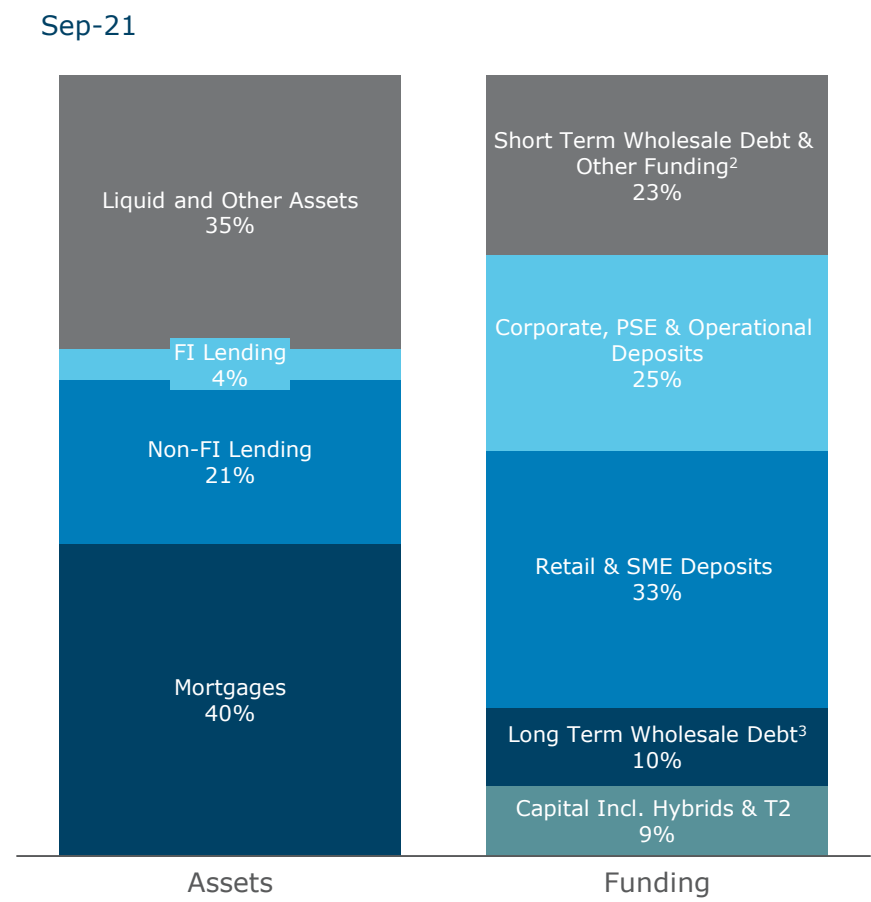 Sep-21
Liquid and Other Assets
35%
FI Lending
4%
Non-FI Lending
21%
Mortgages
40%
Short Term Wholesale Debt &
Other Funding²
23%
Corporate, PSE & Operational
Deposits
25%
Retail & SME Deposits
33%
Long Term Wholesale Debt³
10%
Capital Incl. Hybrids & T2
9%
Assets
Funding